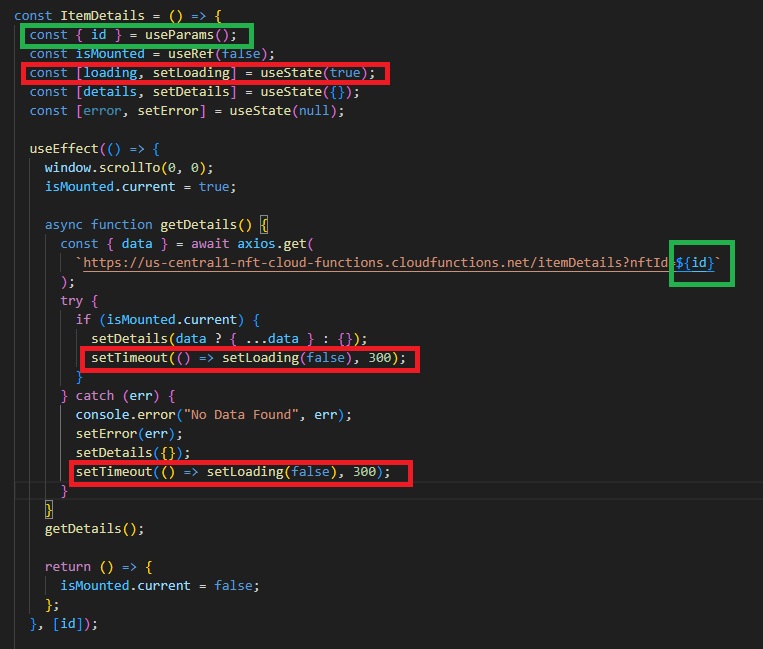 const ItemDetails = () => {
const { id } = useParams();
const isMounted = useRef(false);
const [loading, setLoading] = useState(true);
const [details, setDetails] = useState({});
const [error, setError] = useState(null);
useEffect(() => {
window.scrollTo(0, 0);
isMounted.current = true;
async function getDetails() {
const { data } = await axios.get(
`https://us-central1-nft-cloud-functions.cloudfunctions.net/itemDetails?nftId=${id}`
);
try {
if (isMounted.current) {
setDetails(data ? { ...data } : {});
setTimeout(() => setLoading(false), 300);
}
} catch (err) {
console.error("No Data Found", err);
setError(err);
setDetails({});
setTimeout(() => setLoading(false), 300);
}
}
getDetails();
return () => {
isMounted.current = false;
};
}, [id]);